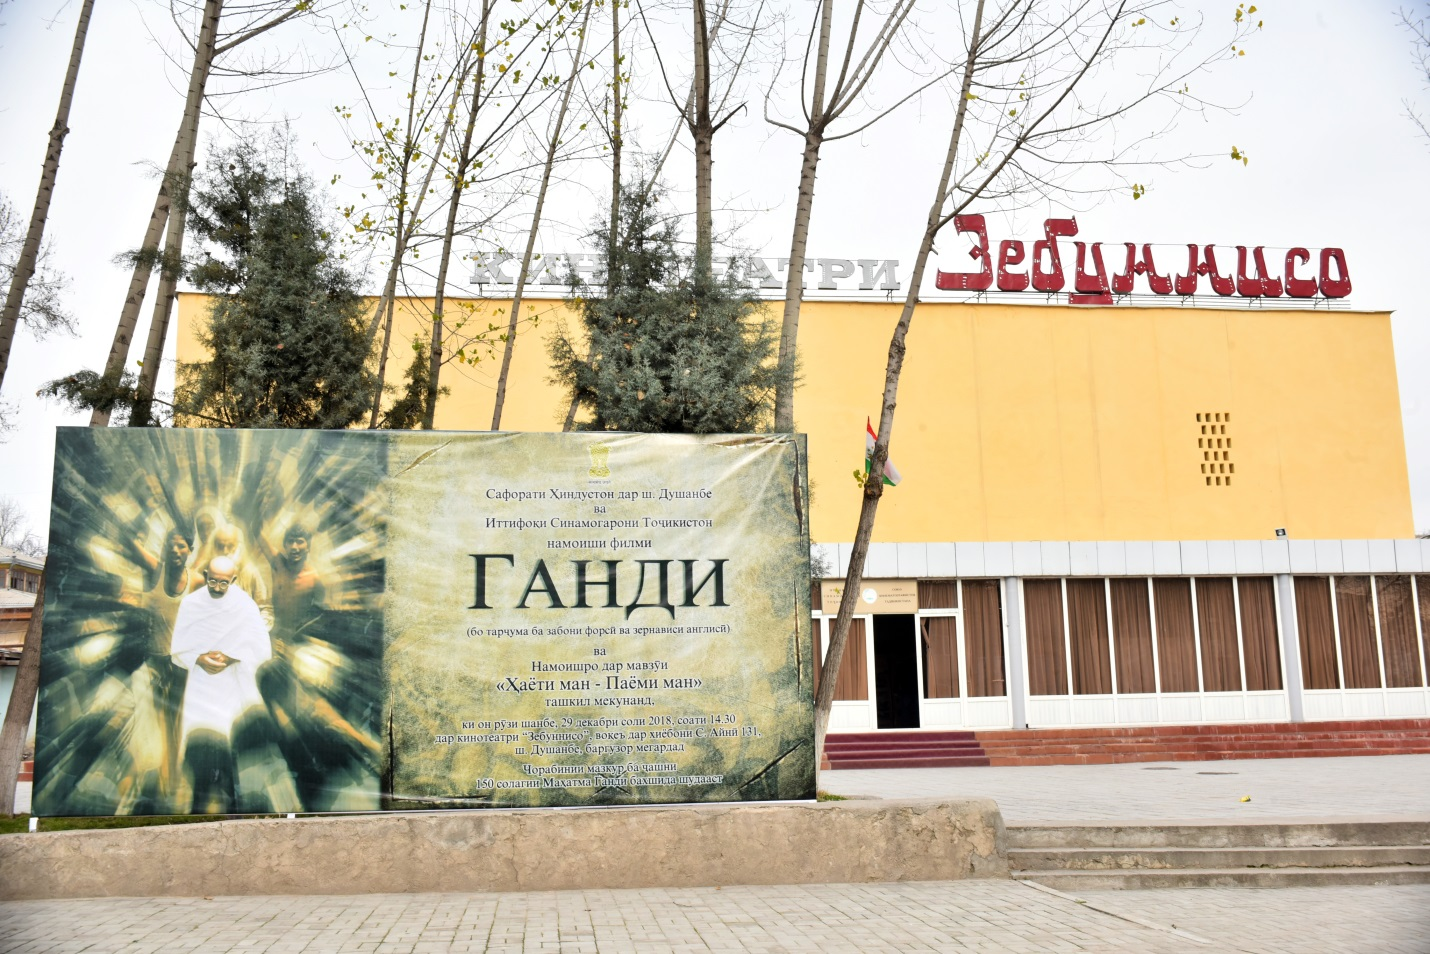 КИНОТЕАТРИ Зебуннисо
Сафорати Ҳиндустон дар ш. Душанбе
ва
Иттифоқи Синамогарони Тоҷикистон
намоиши филми
ГАНДИ
(бо тарҷума ба забони форсӣ ва зернависи англисӣ)
ва
Намоишро дар мавзӯи
«Ҳаёти ман - Паёми ман»
ташкил мекунанд,
ки он рӯзи шанбе, 29 декабри соли 2018, соати 14.30
дар кинотеатри “Зебуннисо”, воқеъ дар хиёбони С. Айнӣ 131,
ш. Душанбе, баргузор мегардад
Чорабинии мазкур ба ҷашни
150 солагии Маҳатма Ганди бахшида шудааст